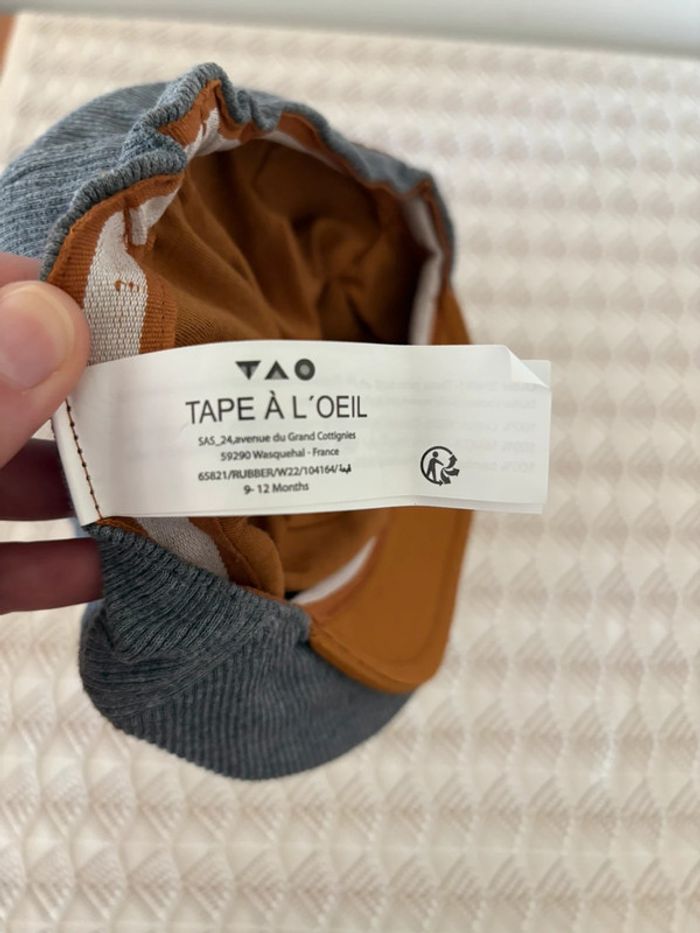 TAO
TAPE À L´OEIL
SAS_24,avenue du Grand Cottignies
59290 Wasquehal - France
65821/RUBBER/W22/104164/
9- 12 Months